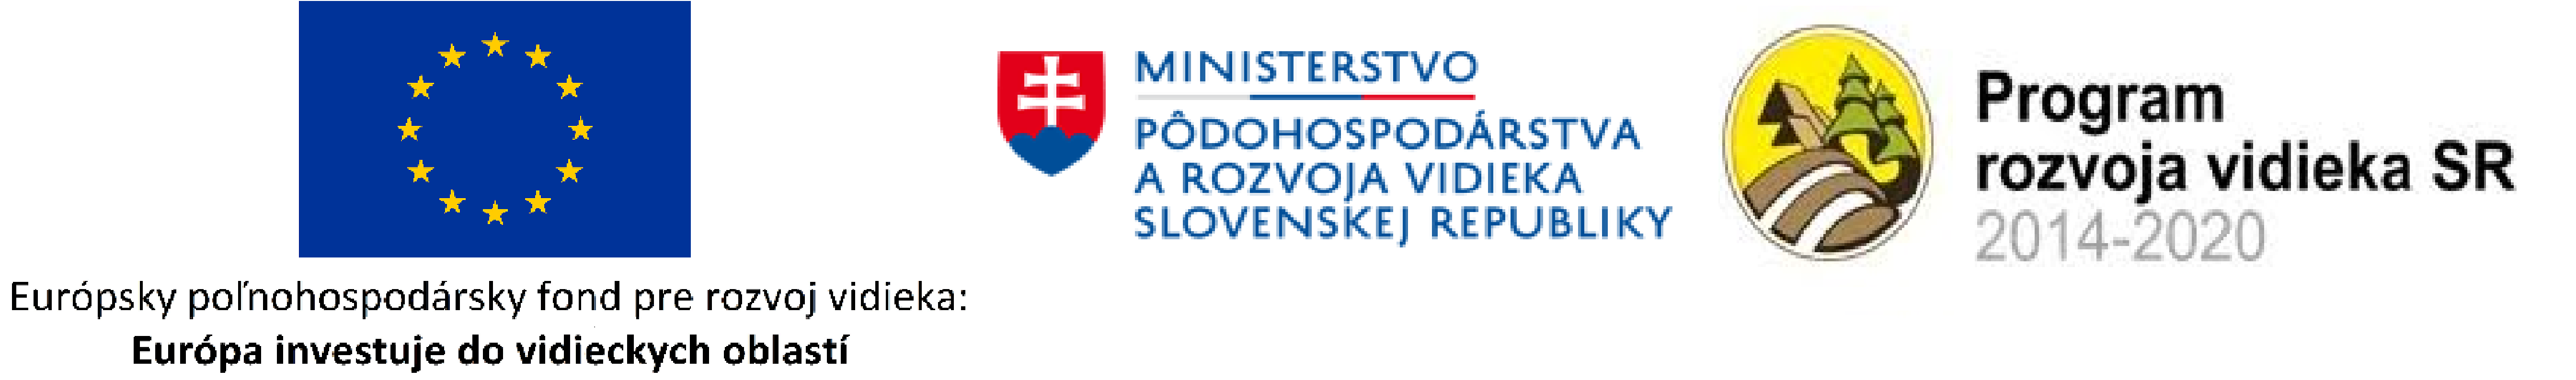 Európsky poľnohospodársky fond pre rozvoj vidieka:
Európa investuje do vidieckych oblastí
MINISTERSTVO
PÔDOHOSPODÁRSTVA
A ROZVOJA VIDIEKA
SLOVENSKEJ REPUBLIKY
Program
rozvoja vidieka SR
2014-2020